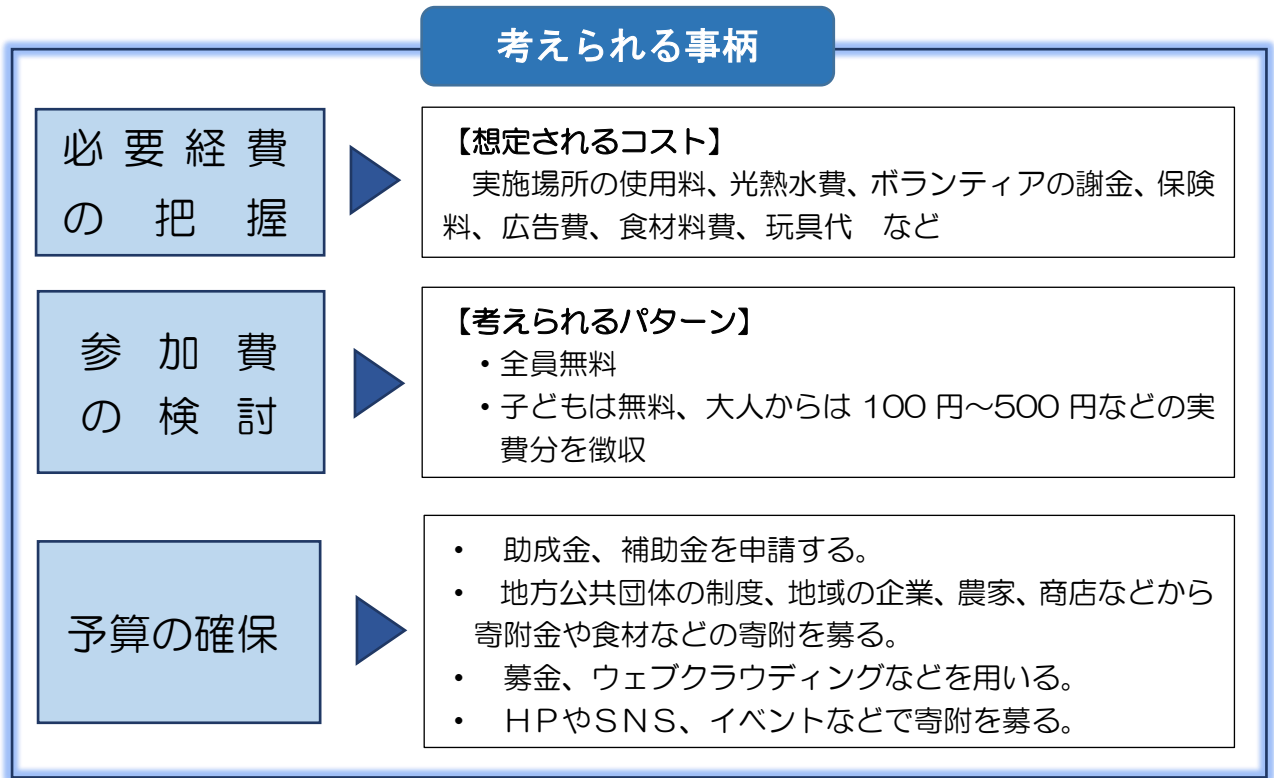 考えられる事柄
必要経費
の把握
【想定されるコスト】
実施場所の使用料、光熱水費、ボランティアの謝金、保険
料、広告費、食材料費、玩具代　など
参加費
の検討
【考えられるパターン】
・全員無料
・子どもは無料、大人からは 100 円～500 円などの実
費分を徴収
予算の確保
・　助成金、補助金を申請する。
・　地方公共団体の制度、地域の企業、農家、商店などから
寄附金や食材などの寄附を募る。
・　募金、ウェブクラウディングなどを用いる。
・　ＨＰやＳＮＳ、イベントなどで寄附を募る。